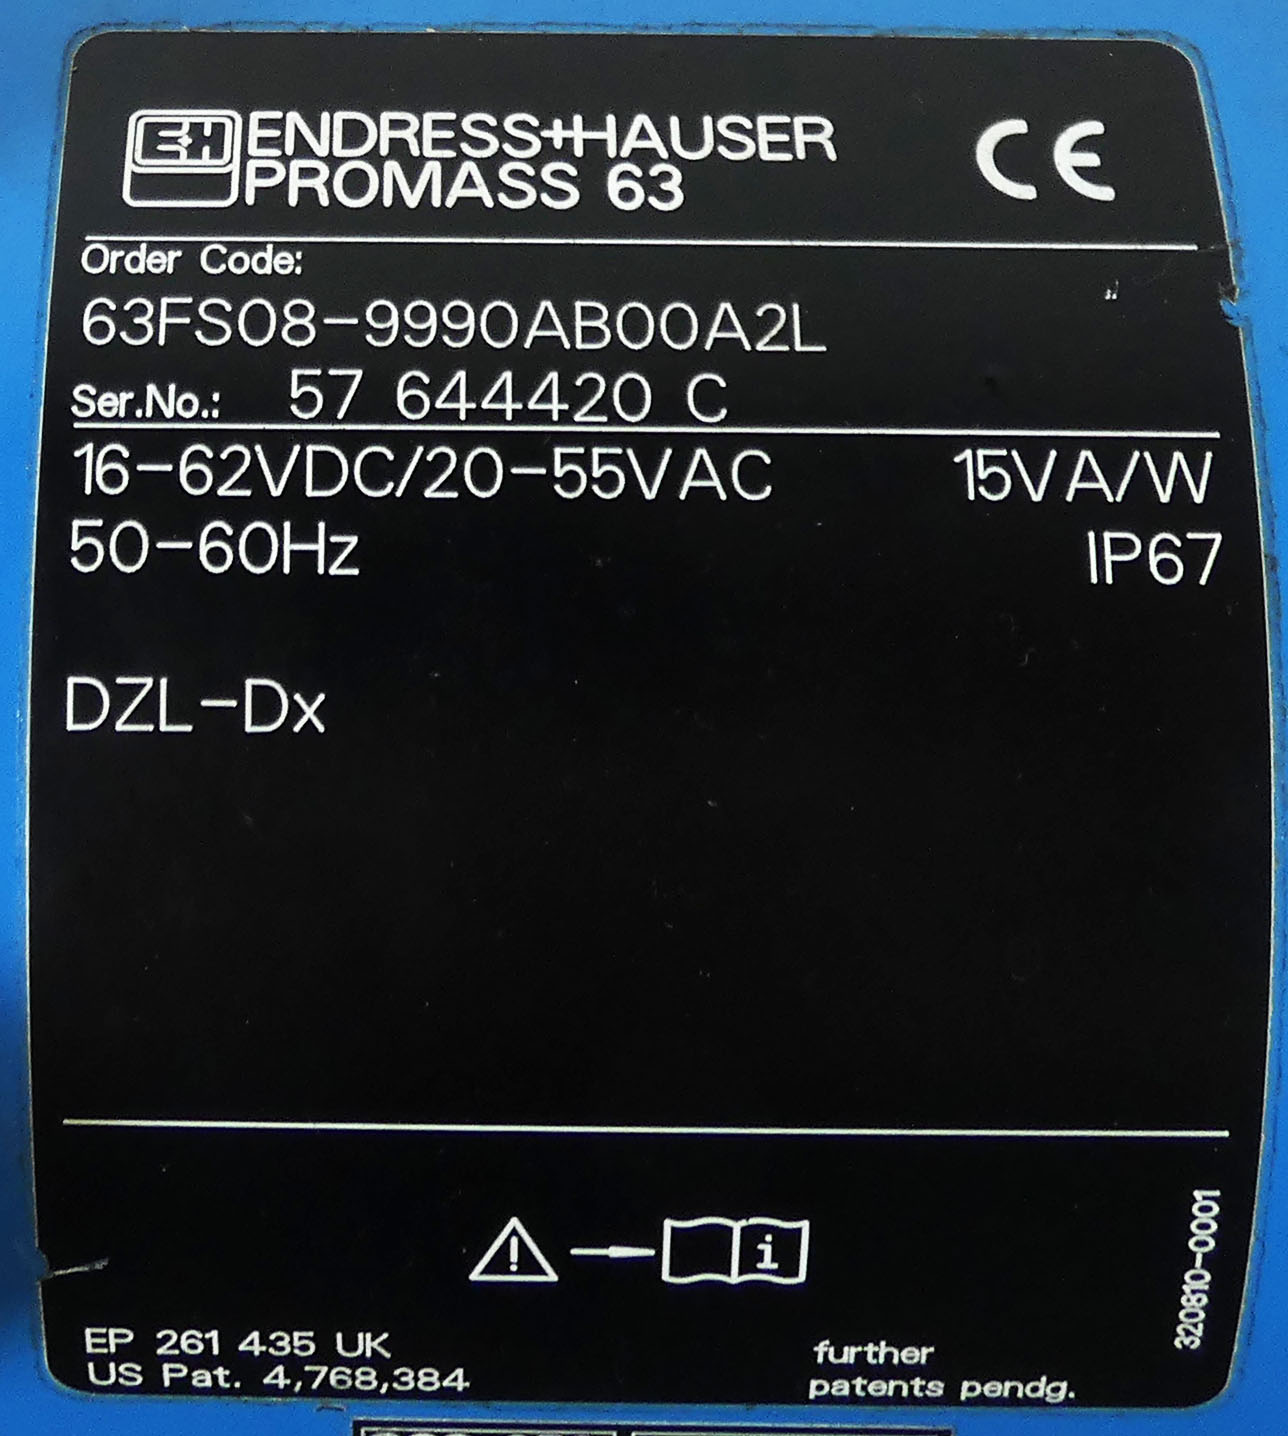 E+H ENDRESS+HAUSER
PROMASS 63
CE
Order Code:
63FS08-9990AB00A2L
Ser.No.: 57 644420 C
16-62VDC/20-55VAC 15VA/W
50-60Hz IP67
DZL-Dx
i
320810-0001
EP 261 435 UK
US Pat. 4,768,384
further
patents pendg.